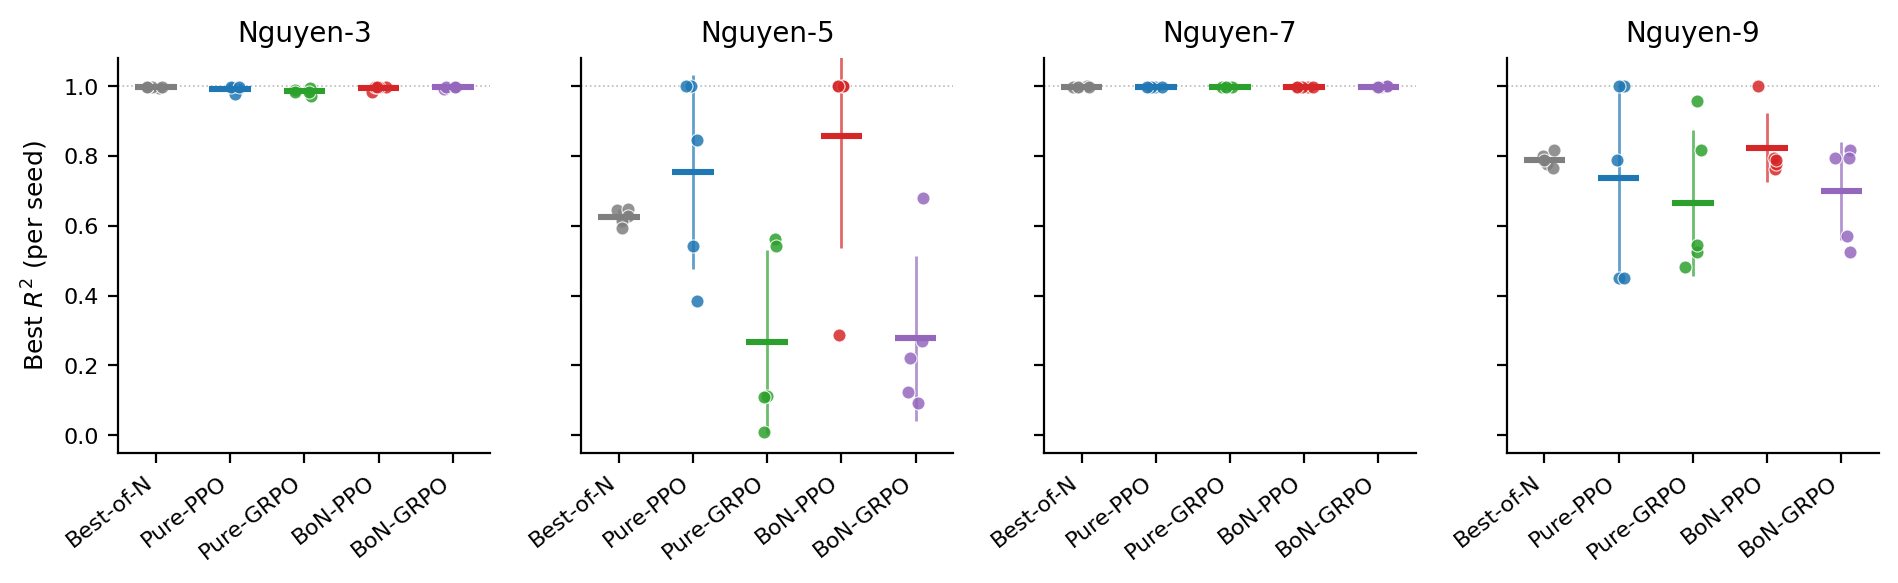 Nguyen-3
Nguyen-5
Nguyen-7
Nguyen-9
Best R² (per seed)
1.0
0.8
0.6
0.4
0.2
0.0
Best-of-N
Pure-PPO
Pure-GRPO
BoN-PPO
BoN-GRPO
Best-of-N
Pure-PPO
Pure-GRPO
BoN-PPO
BoN-GRPO
Best-of-N
Pure-PPO
Pure-GRPO
BoN-PPO
BoN-GRPO
Best-of-N
Pure-PPO
Pure-GRPO
BoN-PPO
BoN-GRPO